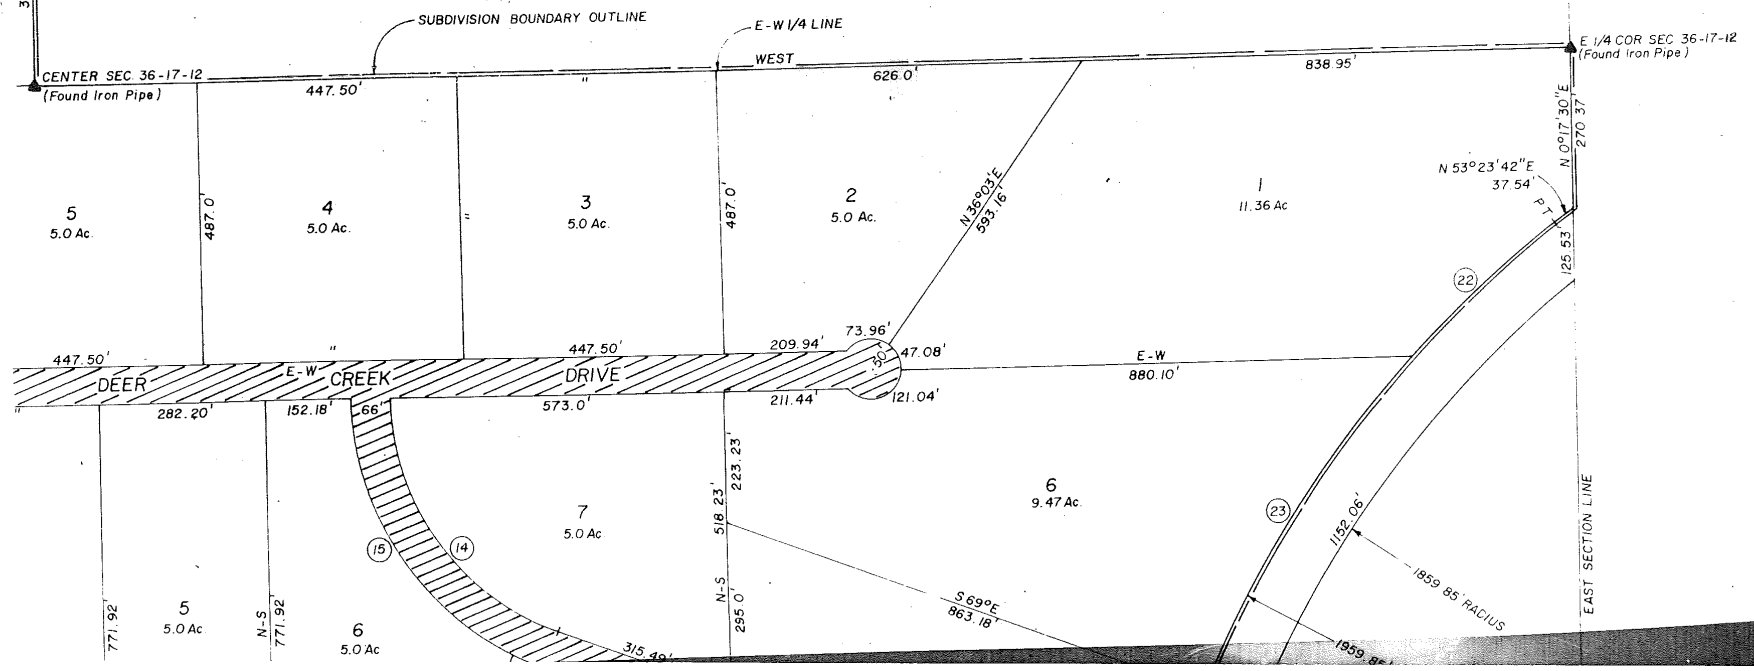 3
SUBDIVISION BOUNDARY OUTLINE
E-W 1/4 LINE
E 1/4 COR SEC 36-17-12
(Found Iron Pipe)
CENTER SEC. 36-17-12
(Found Iron Pipe)
WEST
447.50'
"
626.0'
838.95'
N 0°17'30"E
270 37'
N 53°23'42"E
37.54'
P T
125.53'
5
5.0 Ac.
487.0'
4
5.0 Ac.
"
3
5.0 Ac.
487.0'
2
5.0 Ac.
N 36°03'E
593.16'
1
11.36 Ac
22
447.50'
"
447.50'
209.94'
73.96'
50'
47.08'
E-W
880.10'
DEER
E-W
CREEK
DRIVE
"
282.20'
152.18'
66'
573.0'
211.44'
121.04'
223.23'
518.23'
N-S
295.0'
7
5.0 Ac.
15
14
6
9.47 Ac.
23
1152.06'
1859 85' RADIUS
1959.85'
EAST SECTION LINE
S 69°E
863.18'
771.92'
5
5.0 Ac.
N-S
771.92'
6
5.0 Ac
315.49'